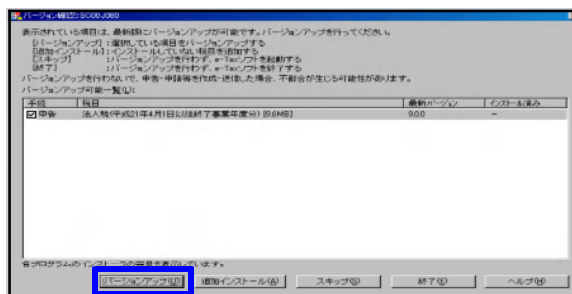 バージョン確認::SC00J080
表示されている項目は、最新版にバージョンアップが可能です。バージョンアップを行ってください。
[バージョンアップ]:選択している項目をバージョンアップする
[追加インストール]:インストールしていない税目を追加する
[スキップ]:バージョンアップを行わず、e-Taxソフトを起動する
[終了]:バージョンアップを行わず、e-Taxソフトを終了する
バージョンアップを行わないで、申告・申請等を作成・送信した場合、不都合が生じる可能性があります。
バージョンアップ可能一覧(L):
手続 税目 最新バージョン インストール済み
申告 法人税(平成21年4月1日以後終了事業年度分) [9.6MB] 9.0.0 －
各プログラムのインストーラの容量を表示しています。
バージョンアップ(U) 追加インストール(A) スキップ(S) 終了(E) ヘルプ(H)